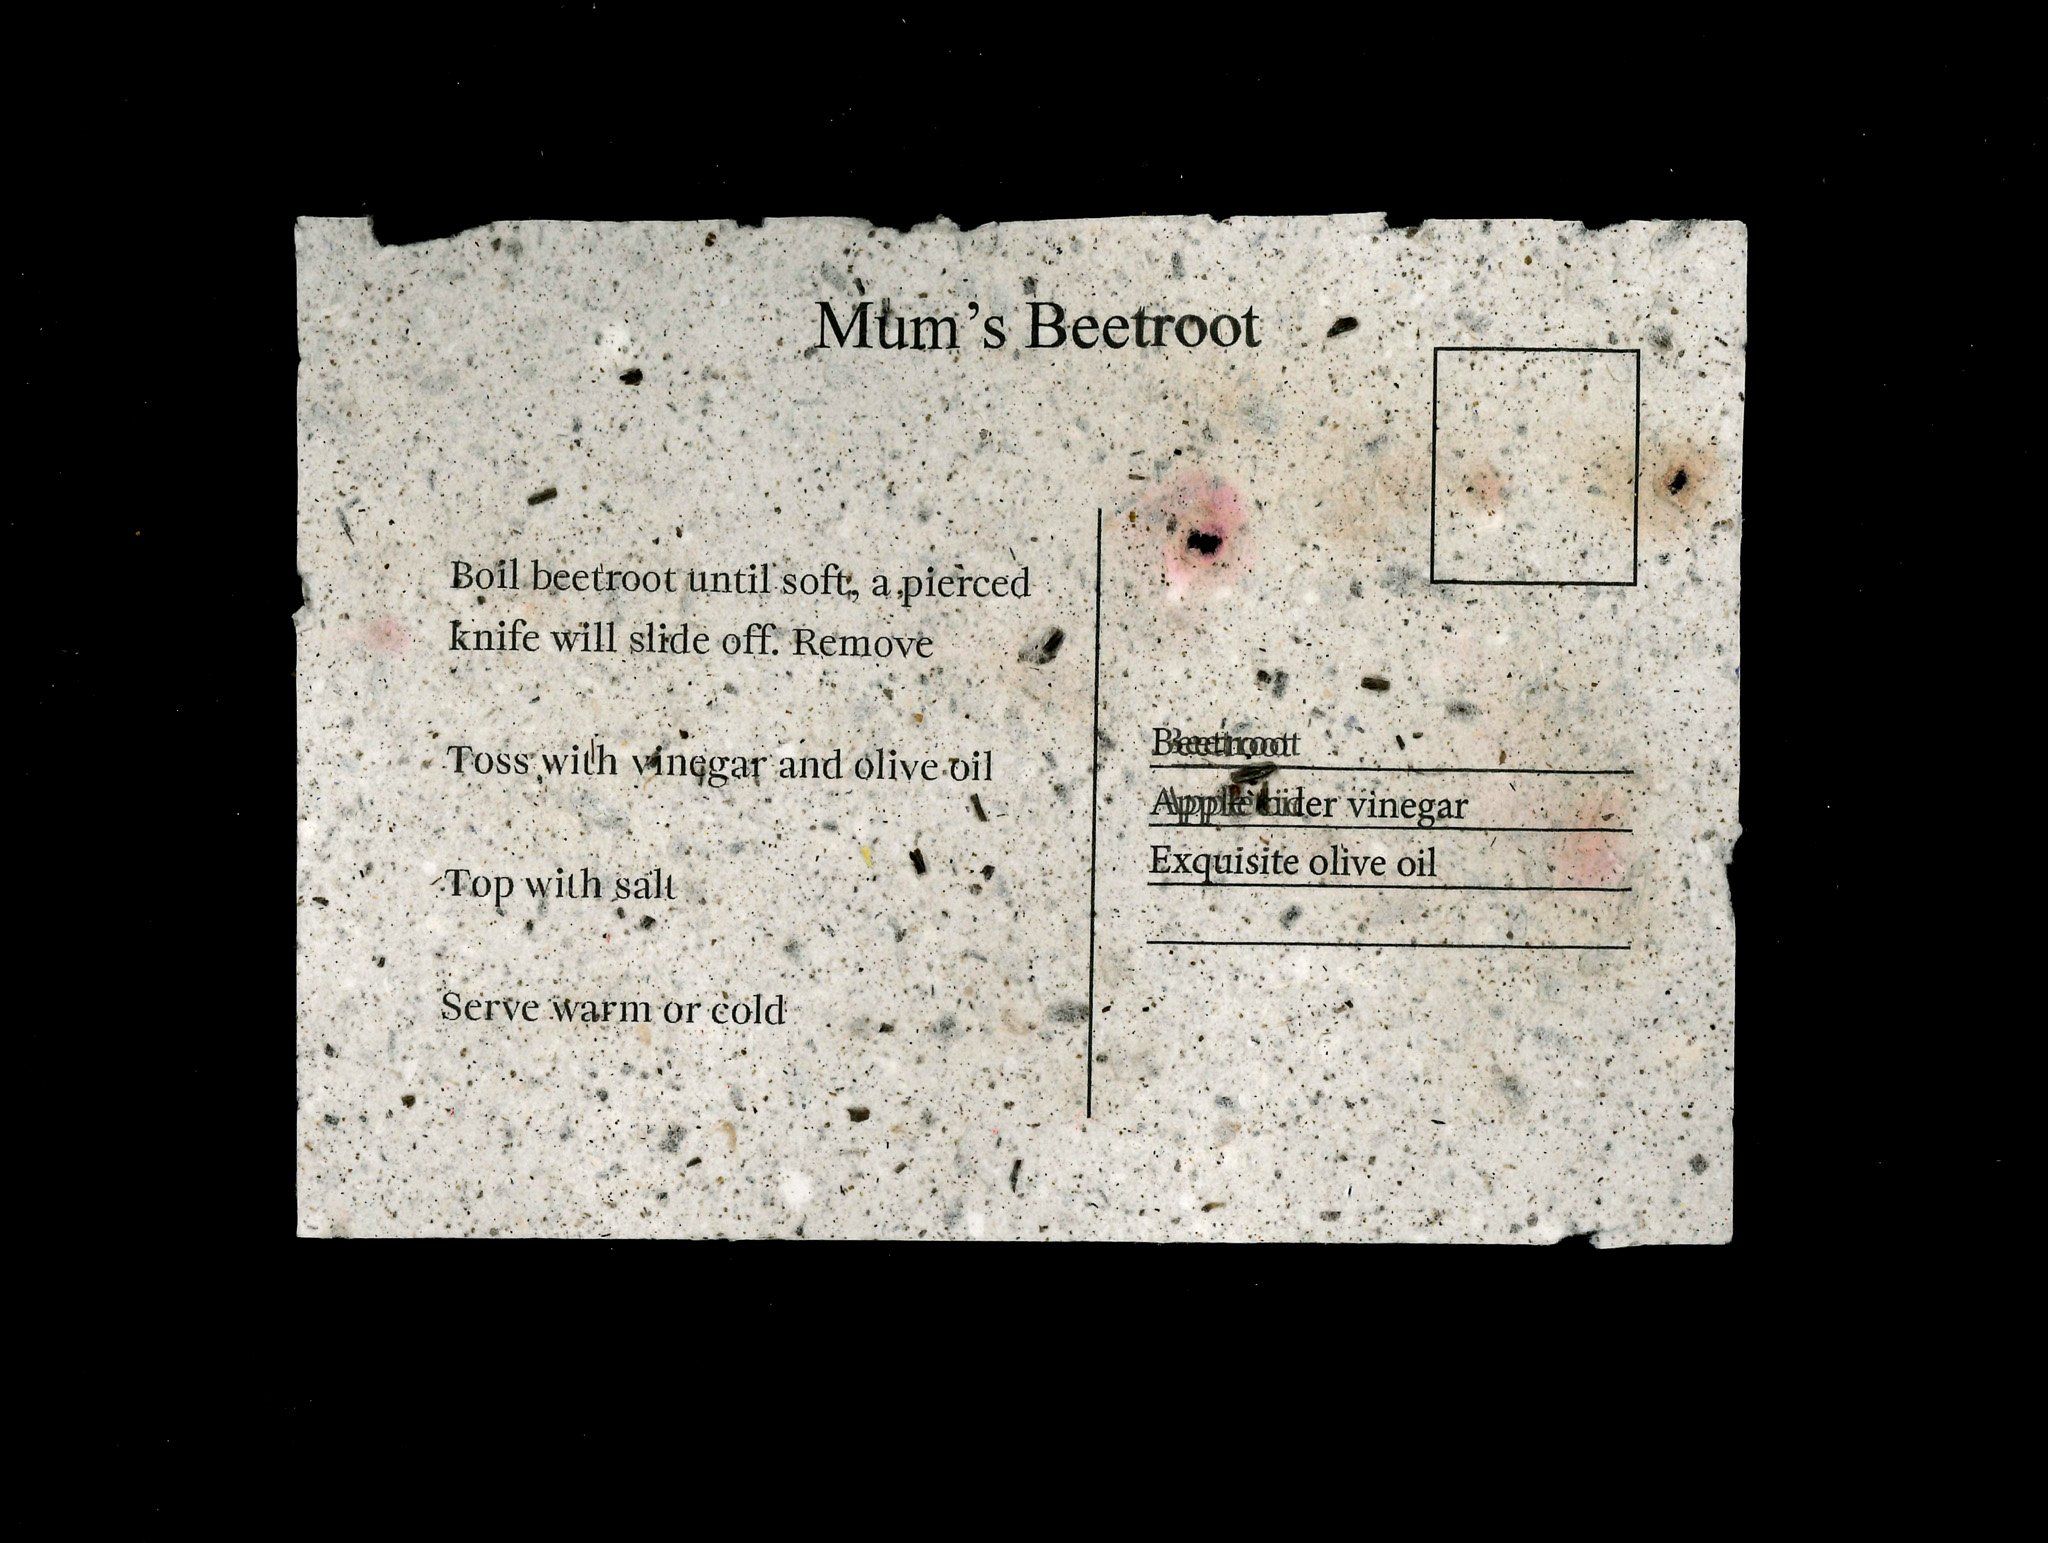 Mum's Beetroot
Boil beetroot until soft, a pierced
knife will slide off. Remove
Toss with vinegar and olive oil
Top with salt
Serve warm or cold
Beetroot
Apple cider vinegar
Exquisite olive oil